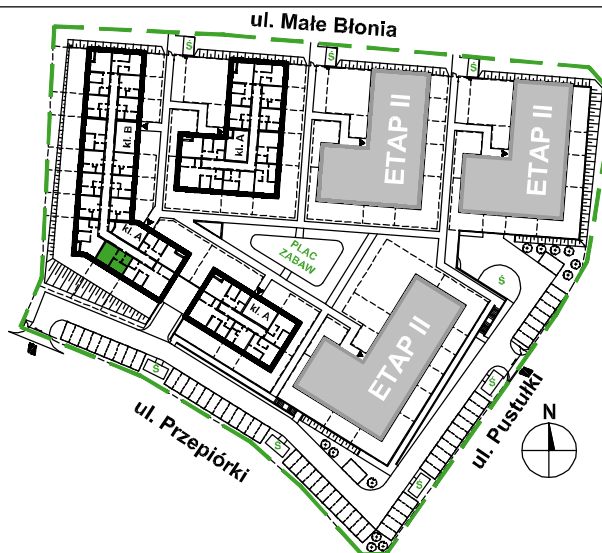 ul. Małe Błonia
Ś
Ś
Ś
kl. B
kl. A
ETAP II
ETAP II
kl. A
PLAC
ZABAW
Ś
kl. A
ETAP II
Ś
Ś
ul. Pustułki
N
ul. Przepiórki
Ś
Ś